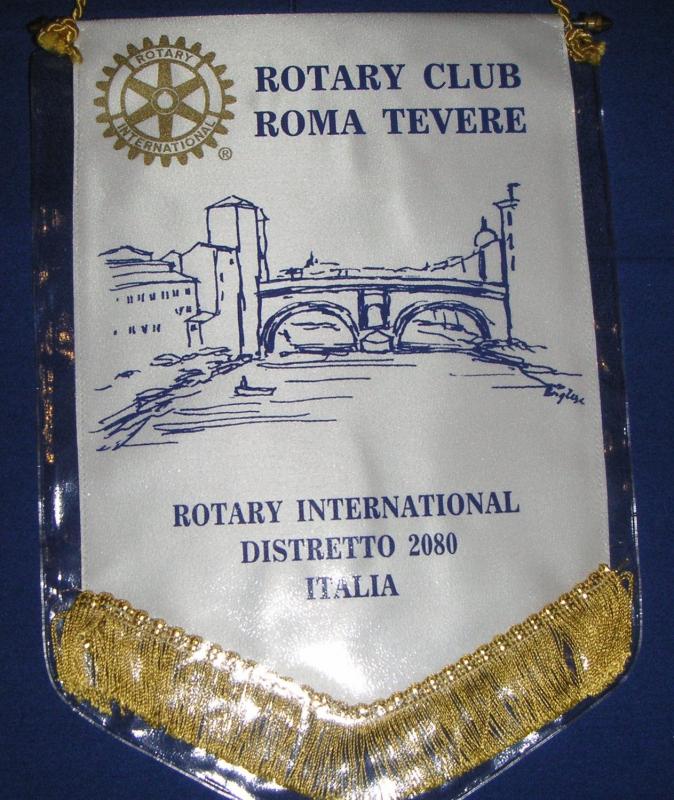 ROTARY
INTERNATIONAL
®
ROTARY CLUB
ROMA TEVERE
ROTARY INTERNATIONAL
DISTRETTO 2080
ITALIA